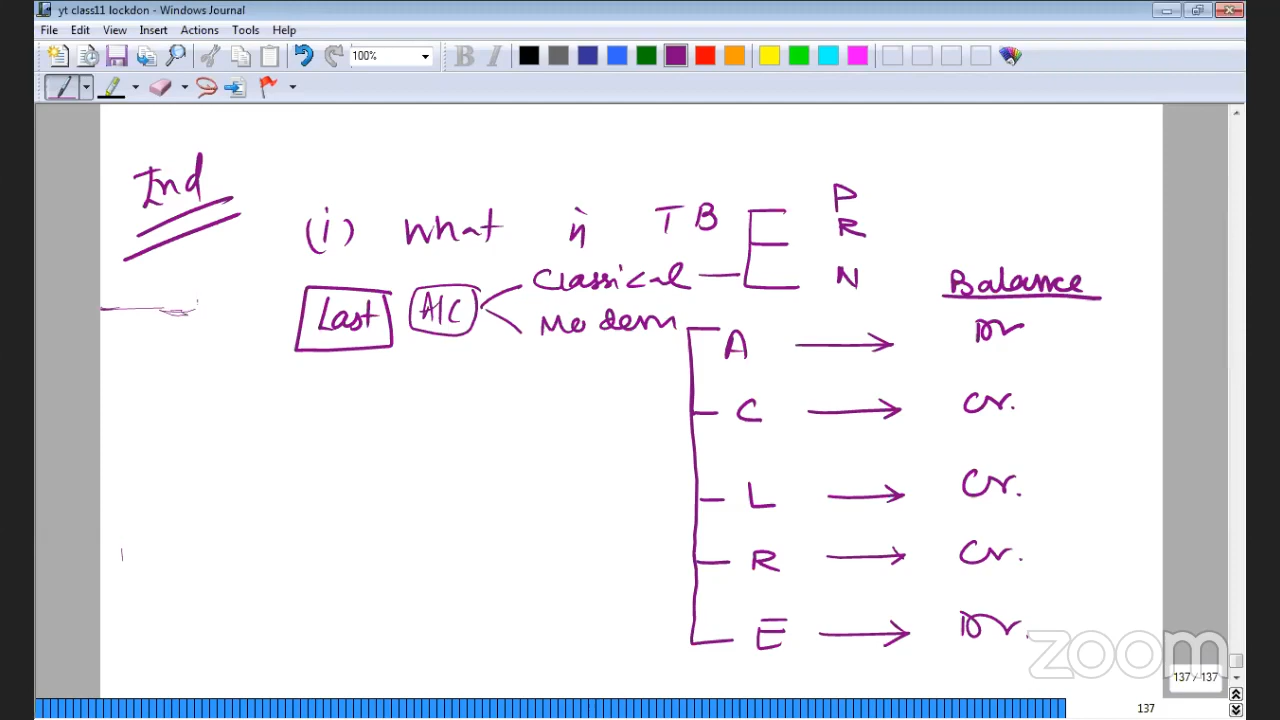 yt class11 lockdon - Windows Journal
File Edit View Insert Actions Tools Help
100%
End
(i) What is TB
P
R
N
Last A/C Classical
Modern
Balance
A → Dr
C → Cr.
L → Cr.
R → Cr.
E → Dr.
zoom
137 / 137
137